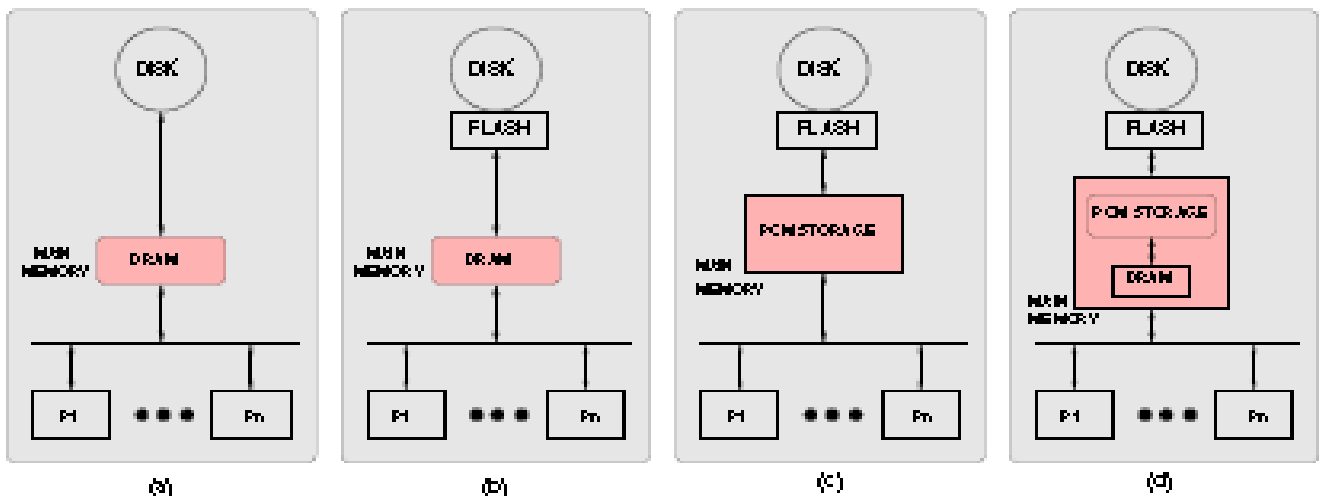 DISK
MAIN
MEMORY
DRAM
P1
Pn
(a)
DISK
FLASH
MAIN
MEMORY
DRAM
P1
Pn
(b)
DISK
FLASH
PCM STORAGE
MAIN
MEMORY
P1
Pn
(c)
DISK
FLASH
PCM STORAGE
DRAM
MAIN
MEMORY
P1
Pn
(d)